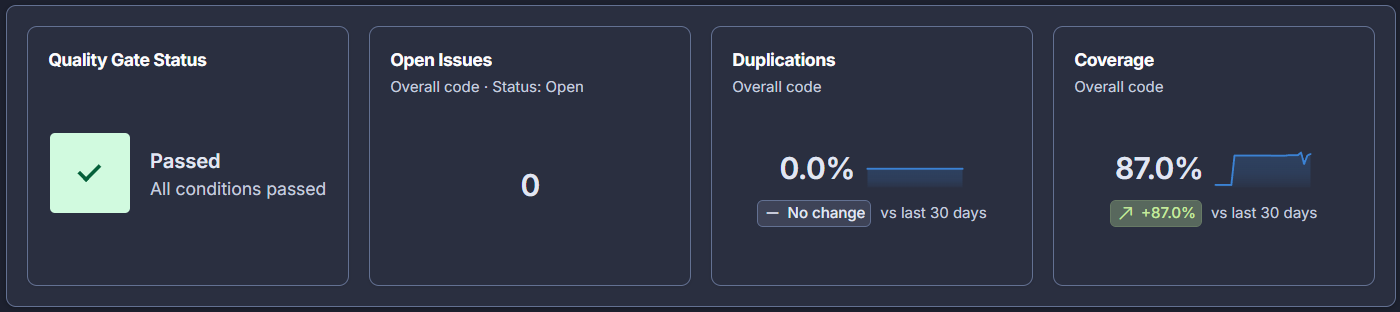 Quality Gate Status
Passed
All conditions passed
Open Issues
Overall code · Status: Open
0
Duplications
Overall code
0.0%
— No change vs last 30 days
Coverage
Overall code
87.0%
↗ +87.0% vs last 30 days